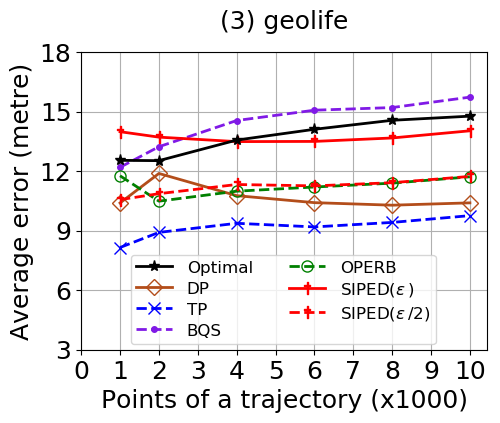 (3) geolife
Average error (metre)
18
15
12
9
6
3
Optimal
DP
TP
BQS
OPERB
SIPED(ε )
SIPED(ε /2)
0 1 2 3 4 5 6 7 8 9 10
Points of a trajectory (x1000)